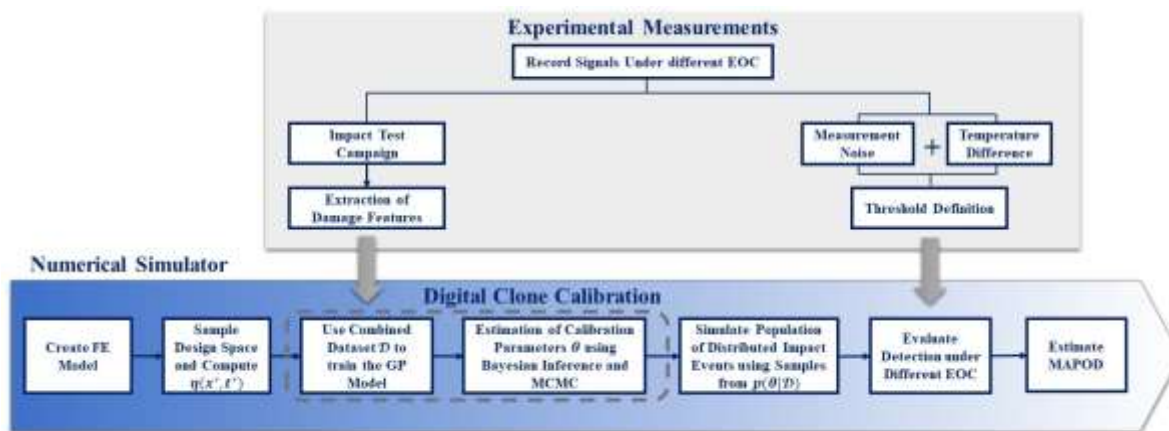 Experimental Measurements
Record Signals Under different EOC
Impact Test
Campaign
Extraction of
Damage Features
Measurement
Noise
+
Temperature
Difference
Threshold Definition
Numerical Simulator
Digital Clone Calibration
Create FE
Model
Sample
Design Space
and Compute
η(x', t')
Use Combined
Dataset 𝒟 to
train the GP
Model
Estimation of Calibration
Parameters θ using
Bayesian Inference and
MCMC
Simulate Population
of Distributed Impact
Events using Samples
from p(θ|𝒟)
Evaluate
Detection under
Different EOC
Estimate
MAPOD